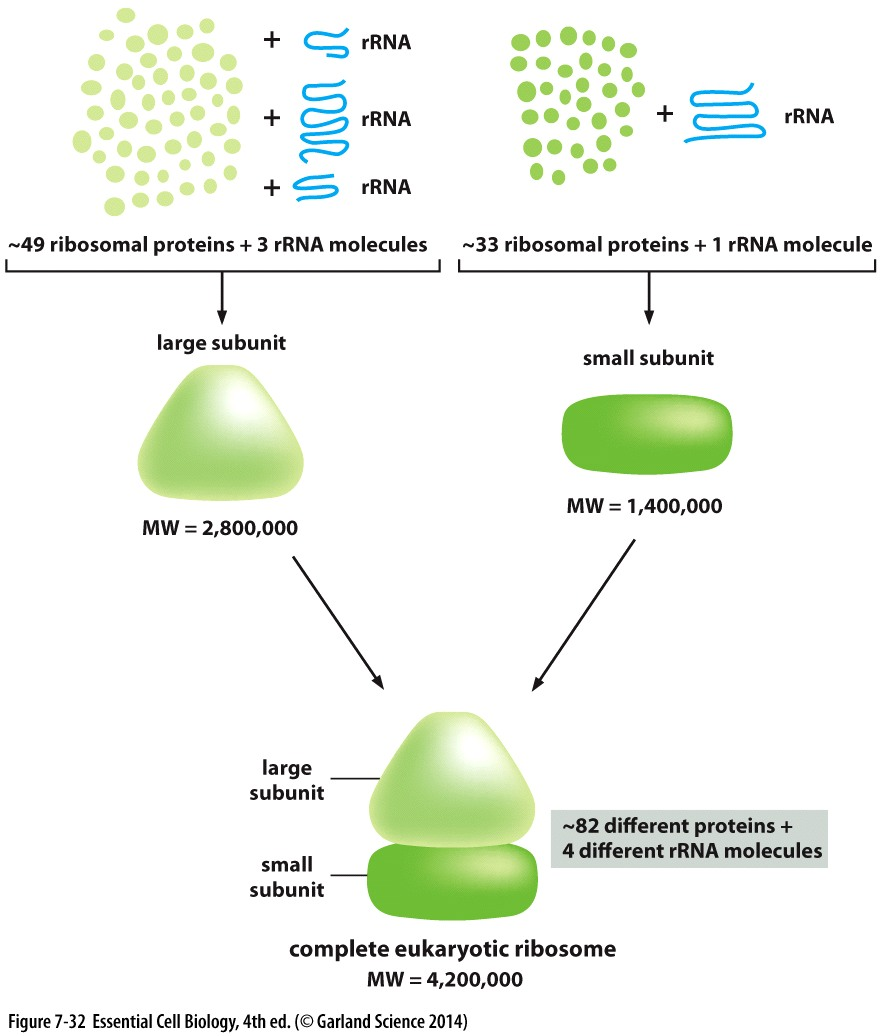 + rRNA
+ rRNA
+ rRNA
+ rRNA
~49 ribosomal proteins + 3 rRNA molecules
~33 ribosomal proteins + 1 rRNA molecule
large subunit
small subunit
MW = 2,800,000
MW = 1,400,000
large
subunit
~82 different proteins +
4 different rRNA molecules
small
subunit
complete eukaryotic ribosome
MW = 4,200,000
Figure 7-32 Essential Cell Biology, 4th ed. (© Garland Science 2014)